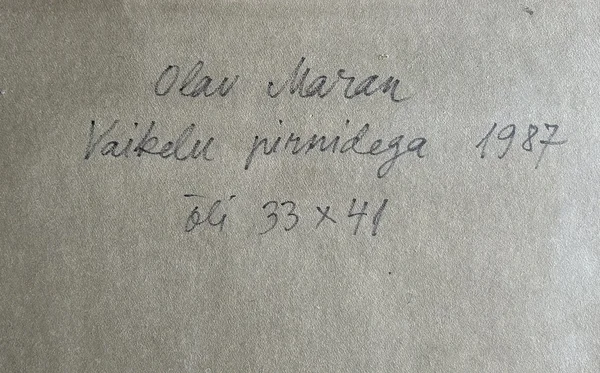 Olav Maran
Vaikelu pirnidega 1987
õli 33 x 41